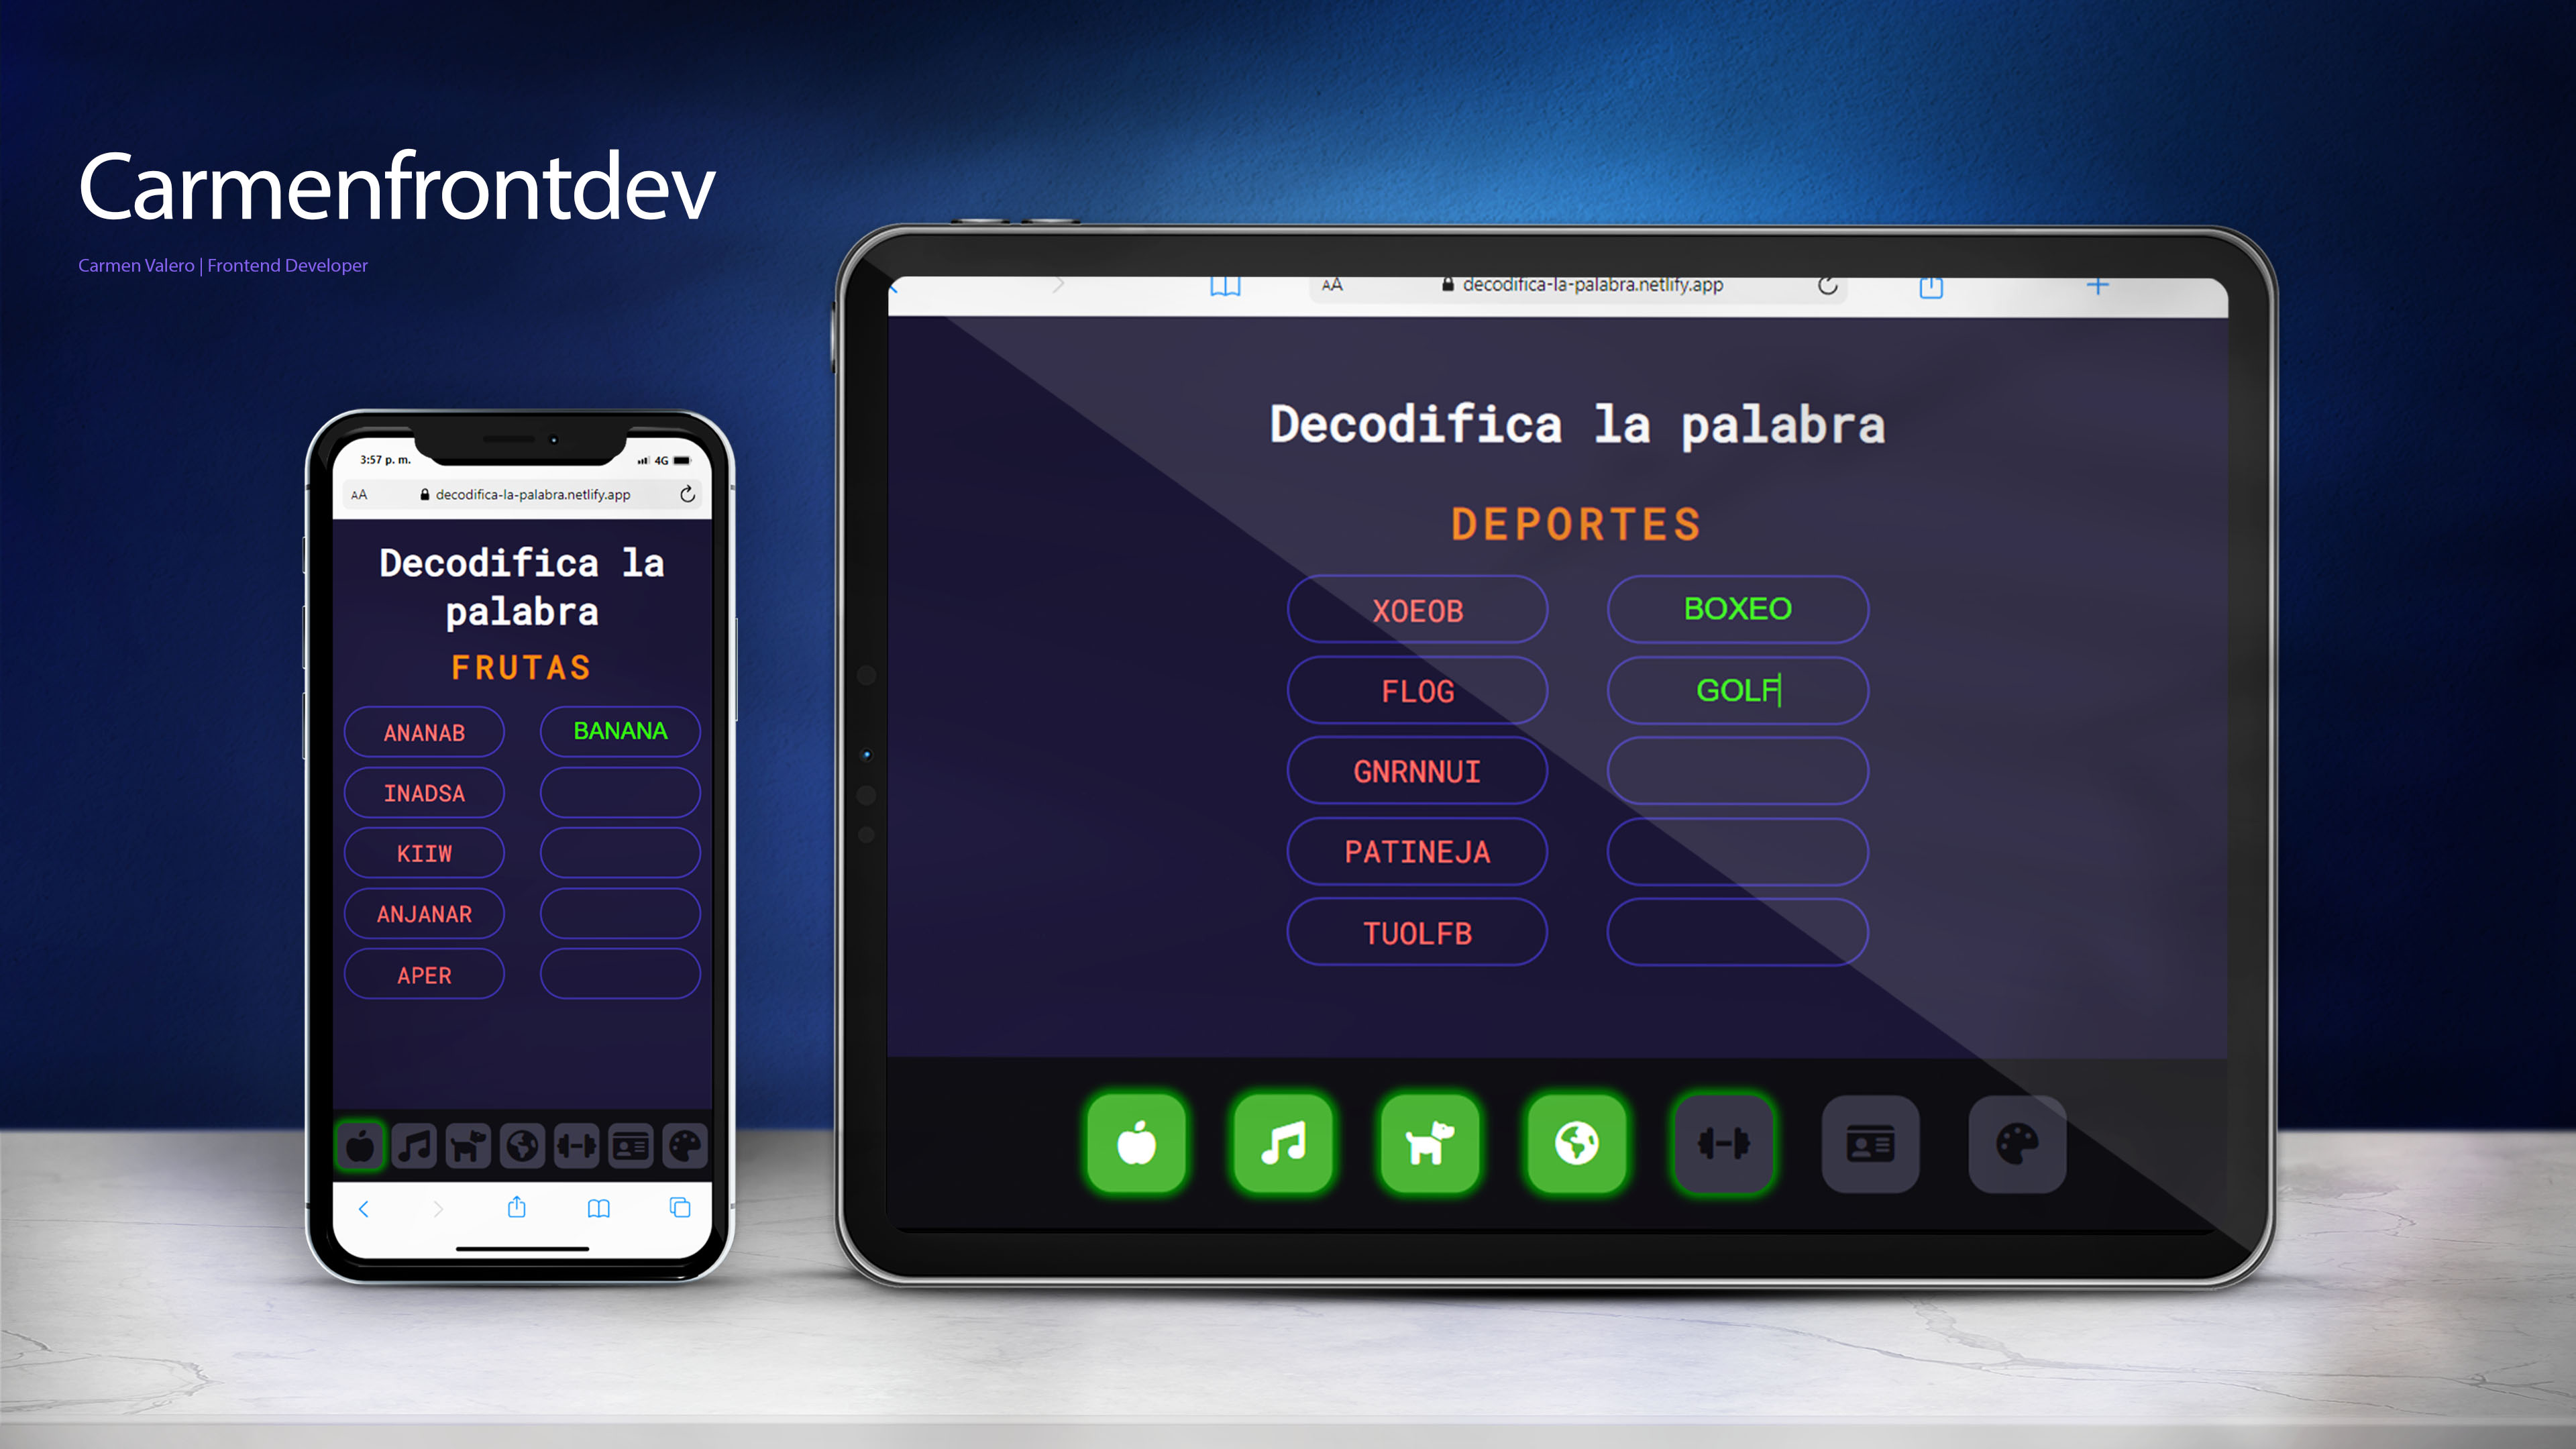 Carmenfrontdev
Carmen Valero | Frontend Developer
3:57 p. m.
4G
AA
decodifica-la-palabra.netlify.app
Decodifica la
palabra
FRUTAS
ANANAB
BANANA
INADSA
KIIW
ANJANAR
APER
AA
decodifica-la-palabra.netlify.app
Decodifica la palabra
DEPORTES
XOEOB
BOXEO
FLOG
GOLF
GNRNNUI
PATINEJA
TUOLFB